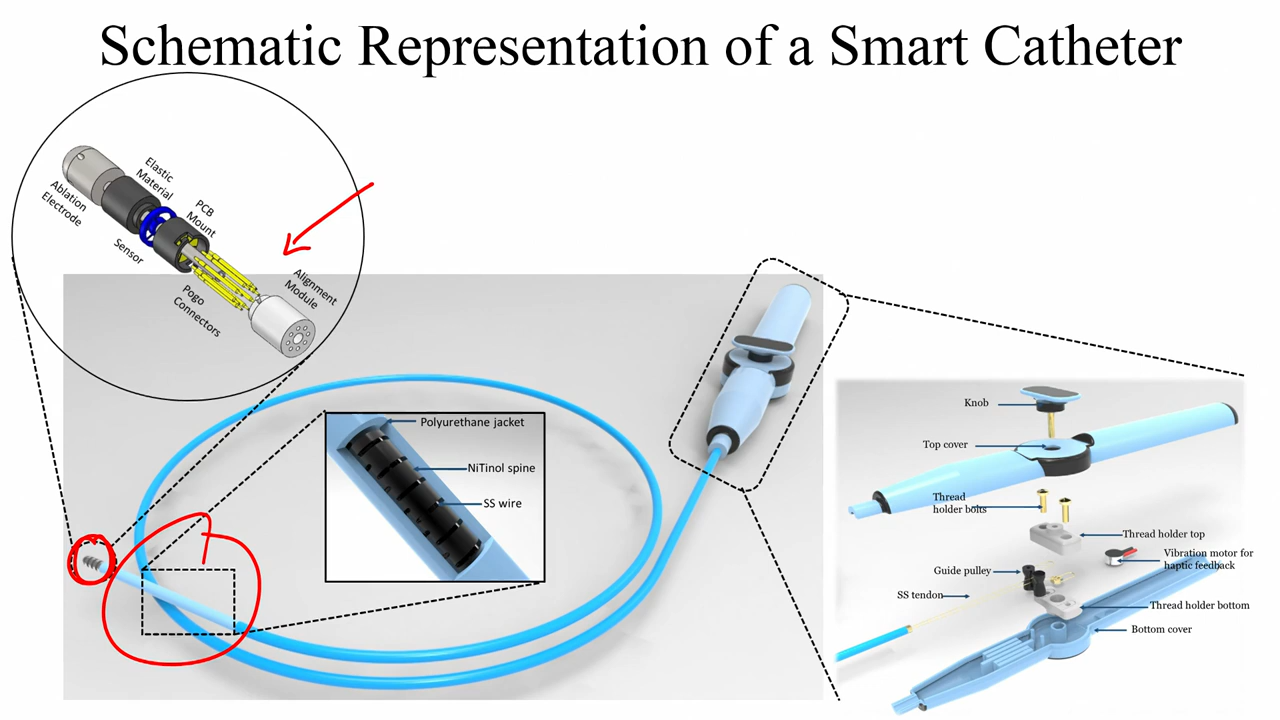 Schematic Representation of a Smart Catheter
Ablation
Electrode
Elastic
Material
Sensor
PCB
Mount
Pogo
Connectors
Alignment
Module
Polyurethane jacket
NiTinol spine
SS wire
Knob
Top cover
Thread
holder bolts
Thread holder top
Vibration motor for
haptic feedback
Guide pulley
SS tendon
Thread holder bottom
Bottom cover